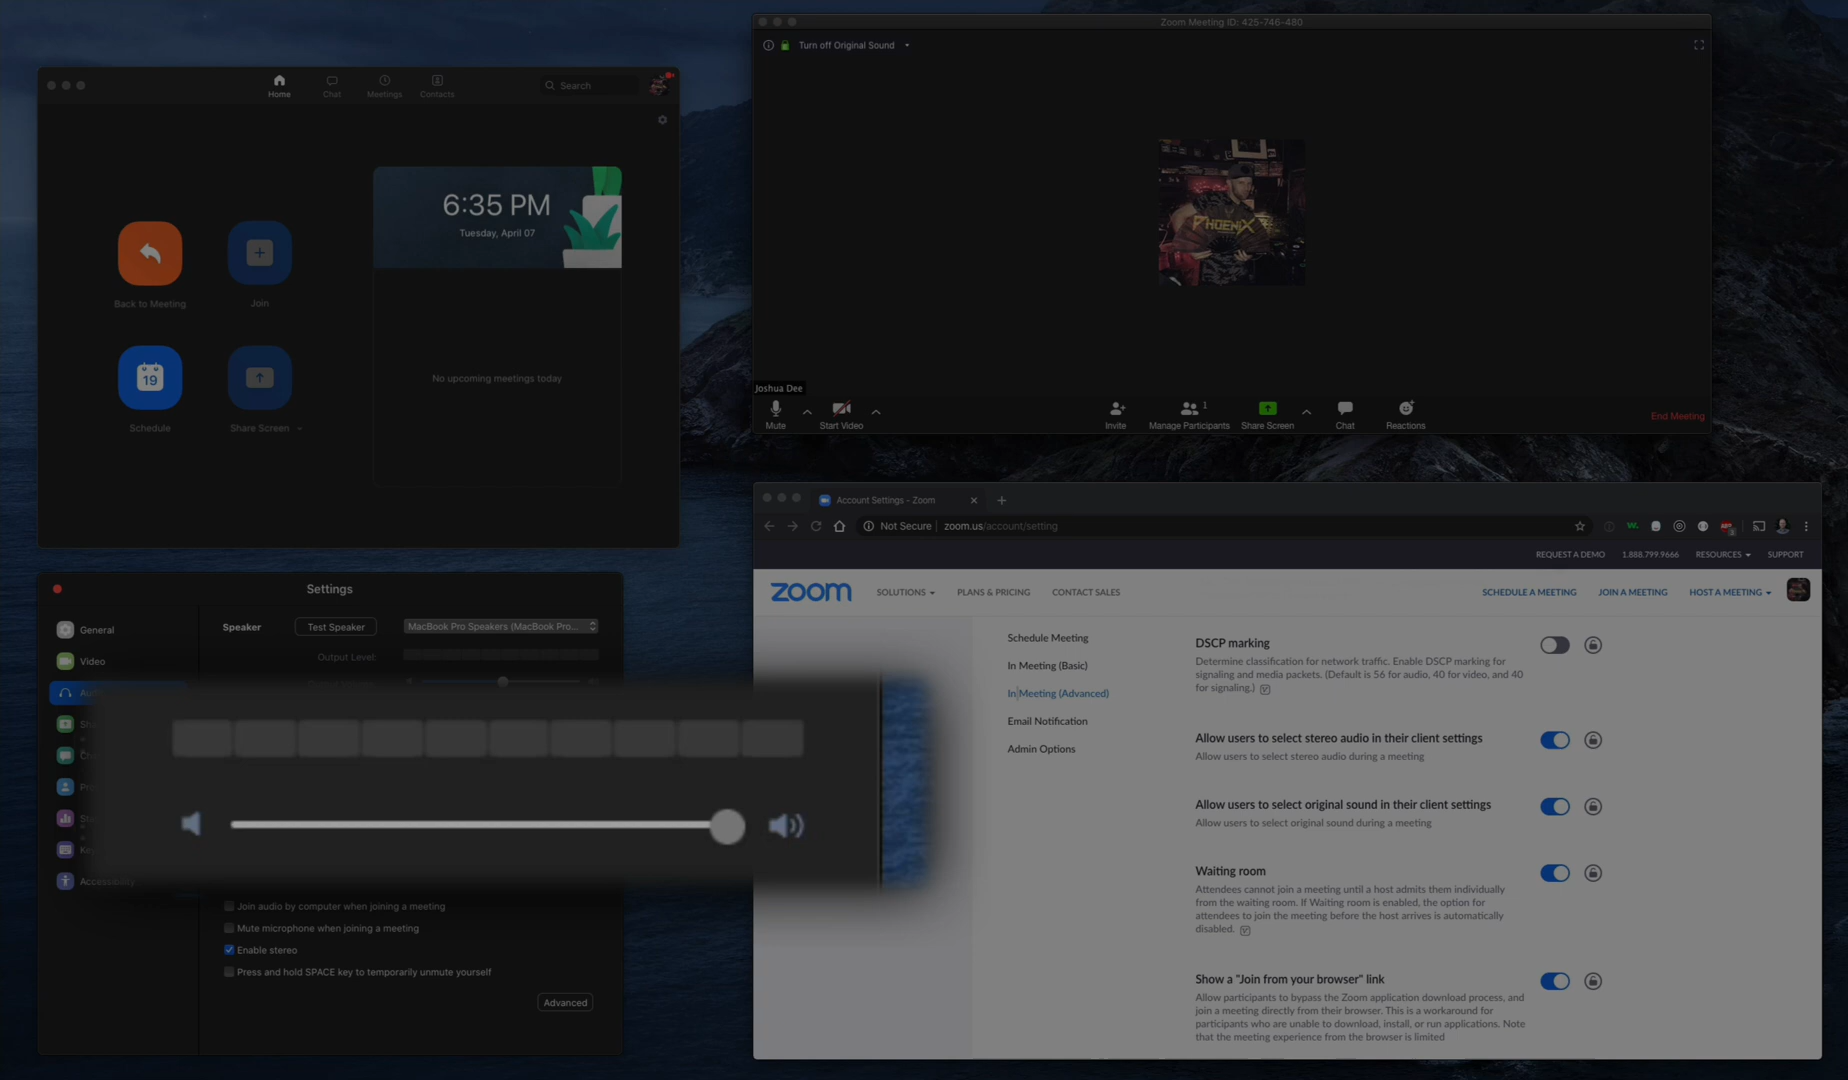 Home
Chat
Meetings
Contacts
Search
6:35 PM
Tuesday, April 07
Back to Meeting
Join
19
Schedule
Share Screen
No upcoming meetings today
Zoom Meeting ID: 425-746-480
Turn off Original Sound
PHOENIX
Joshua Dee
Mute
Start Video
Invite
1
Manage Participants
Share Screen
Chat
Reactions
End Meeting
Settings
General
Video
Accessibility
Speaker
Test Speaker
MacBook Pro Speakers (MacBook Pro...
Output Level:
Join audio by computer when joining a meeting
Mute microphone when joining a meeting
Enable stereo
Press and hold SPACE key to temporarily unmute yourself
Advanced
Account Settings - Zoom
Not Secure
zoom.us/account/setting
REQUEST A DEMO
1.888.799.9666
RESOURCES
SUPPORT
zoom
SOLUTIONS
PLANS & PRICING
CONTACT SALES
SCHEDULE A MEETING
JOIN A MEETING
HOST A MEETING
Schedule Meeting
In Meeting (Basic)
In Meeting (Advanced)
Email Notification
Admin Options
DSCP marking
Determine classification for network traffic. Enable DSCP marking for
signaling and media packets. (Default is 56 for audio, 40 for video, and 40
for signaling.)
Allow users to select stereo audio in their client settings
Allow users to select stereo audio during a meeting
Allow users to select original sound in their client settings
Allow users to select original sound during a meeting
Waiting room
Attendees cannot join a meeting until a host admits them individually
from the waiting room. If Waiting room is enabled, the option for
attendees to join the meeting before the host arrives is automatically
disabled.
Show a "Join from your browser" link
Allow participants to bypass the Zoom application download process, and
join a meeting directly from their browser. This is a workaround for
participants who are unable to download, install, or run applications. Note
that the meeting experience from the browser is limited